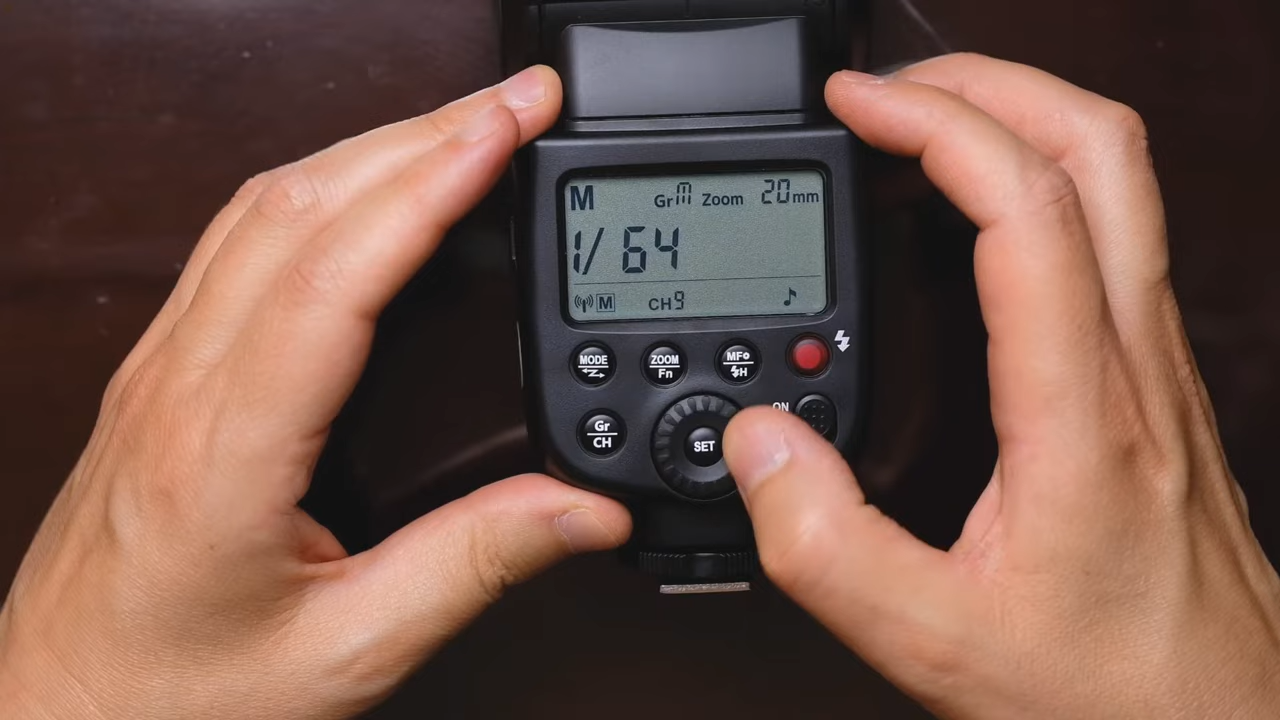 M Gr M Zoom 20mm
1/ 64
M CH9
MODE ZOOM Fn MF H
Gr CH SET ON